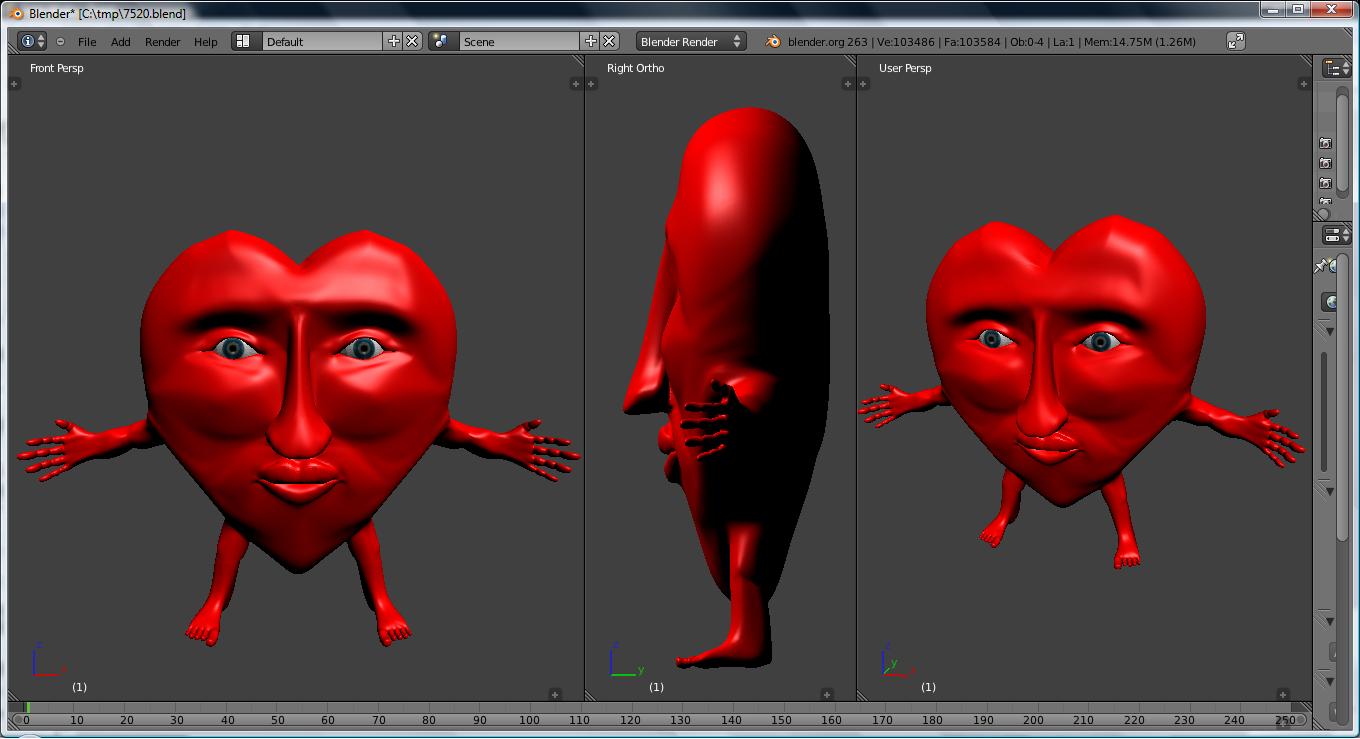 Blender* [C:\tmp\7520.blend]
File Add Render Help Default Scene Blender Render blender.org 263 | Ve:103486 | Fa:103584 | Ob:0-4 | La:1 | Mem:14.75M (1.26M)
Front Persp
Right Ortho
User Persp
z
x
(1)
z
y
(1)
z
y
x
(1)
0 10 20 30 40 50 60 70 80 90 100 110 120 130 140 150 160 170 180 190 200 210 220 230 240 250